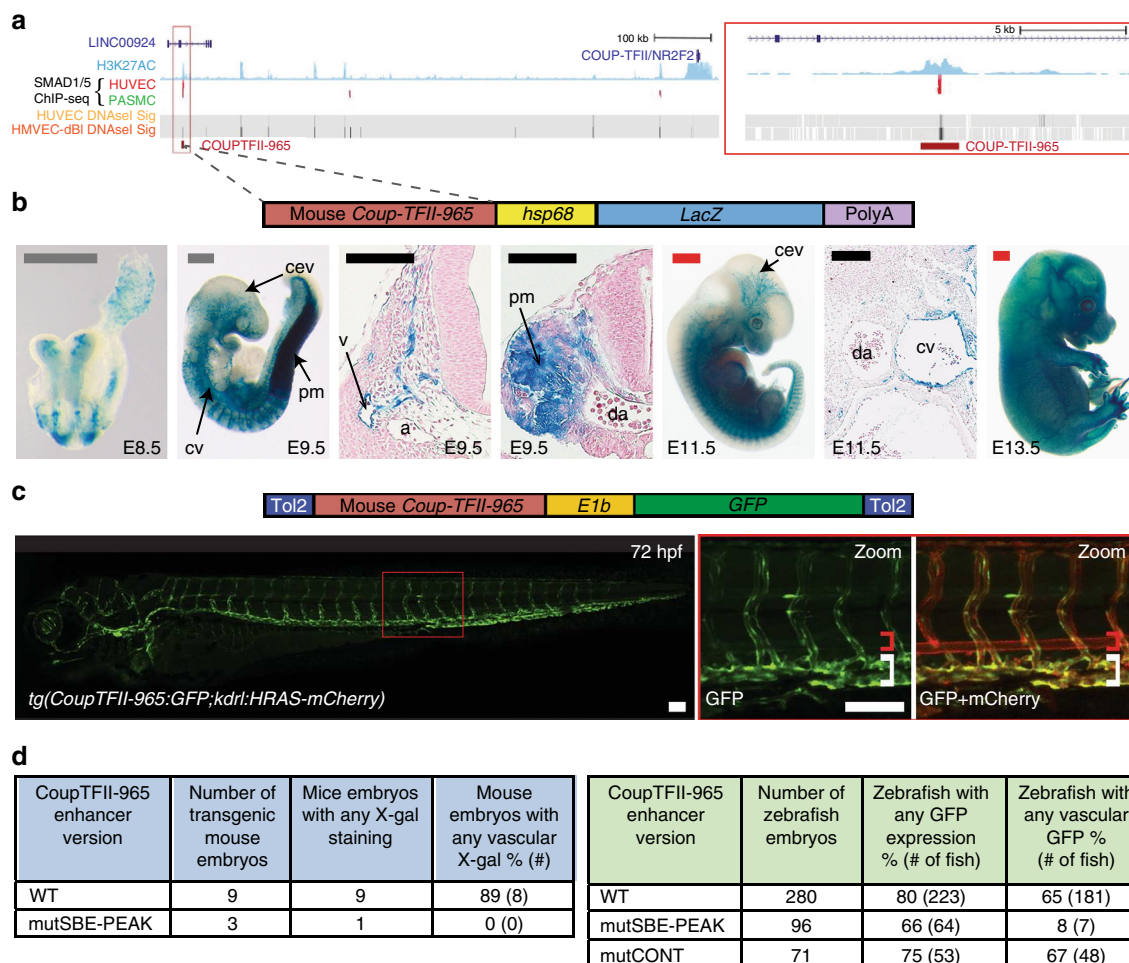 a
LINC00924
100 kb
COUP-TFII/NR2F2
H3K27AC
SMAD1/5
ChIP-seq
{
HUVEC
PASMC
HUVEC DNAseI Sig
HMVEC-dBl DNAseI Sig
COUPTFII-965
5 kb
COUP-TFII-965
b
Mouse Coup-TFII-965
hsp68
LacZ
PolyA
E8.5
cev
pm
cv
E9.5
v
a
E9.5
pm
da
E9.5
cev
E11.5
da
cv
E11.5
E13.5
c
Tol2
Mouse Coup-TFII-965
E1b
GFP
Tol2
72 hpf
tg(CoupTFII-965:GFP;kdrl:HRAS-mCherry)
Zoom
GFP
Zoom
GFP+mCherry
d
CoupTFII-965
enhancer
version
Number of
transgenic
mouse
embryos
Mice embryos
with any X-gal
staining
Mouse
embryos with
any vascular
X-gal % (#)
WT 9 9 89 (8)
mutSBE-PEAK 3 1 0 (0)
CoupTFII-965
enhancer
version
Number of
zebrafish
embryos
Zebrafish with
any GFP
expression
% (# of fish)
Zebrafish with
any vascular
GFP %
(# of fish)
WT 280 80 (223) 65 (181)
mutSBE-PEAK 96 66 (64) 8 (7)
mutCONT 71 75 (53) 67 (48)